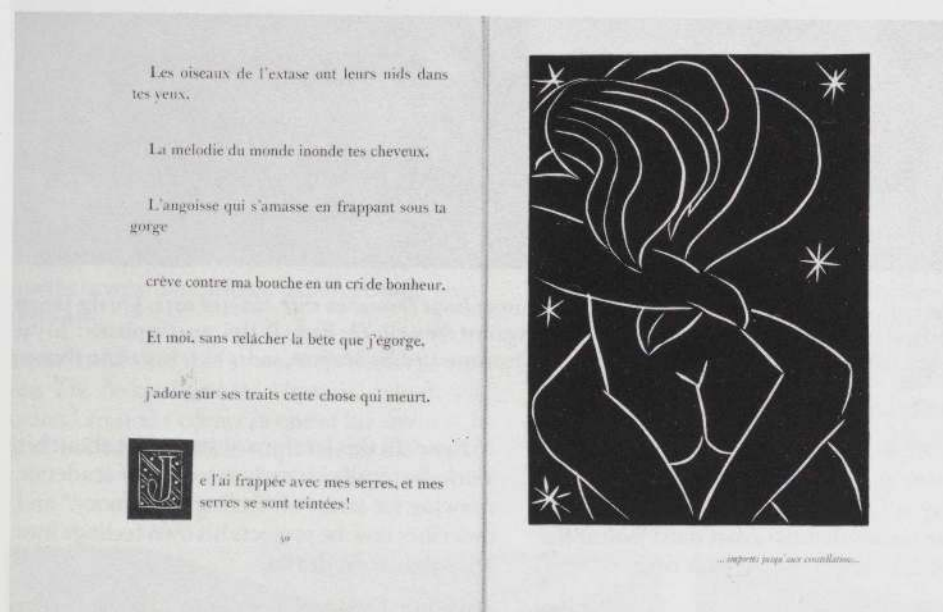 Les oiseaux de l'extase ont leurs nids dans
tes yeux.
La mélodie du monde inonde tes cheveux.
L'angoisse qui s'amasse en frappant sous ta
gorge
crève contre ma bouche en un cri de bonheur.
Et moi, sans relâcher la bête que j'égorge,
j'adore sur ses traits cette chose qui meurt.
Je l'ai frappée avec mes serres, et mes
serres se sont teintées!
...emportés jusqu'aux constellations...